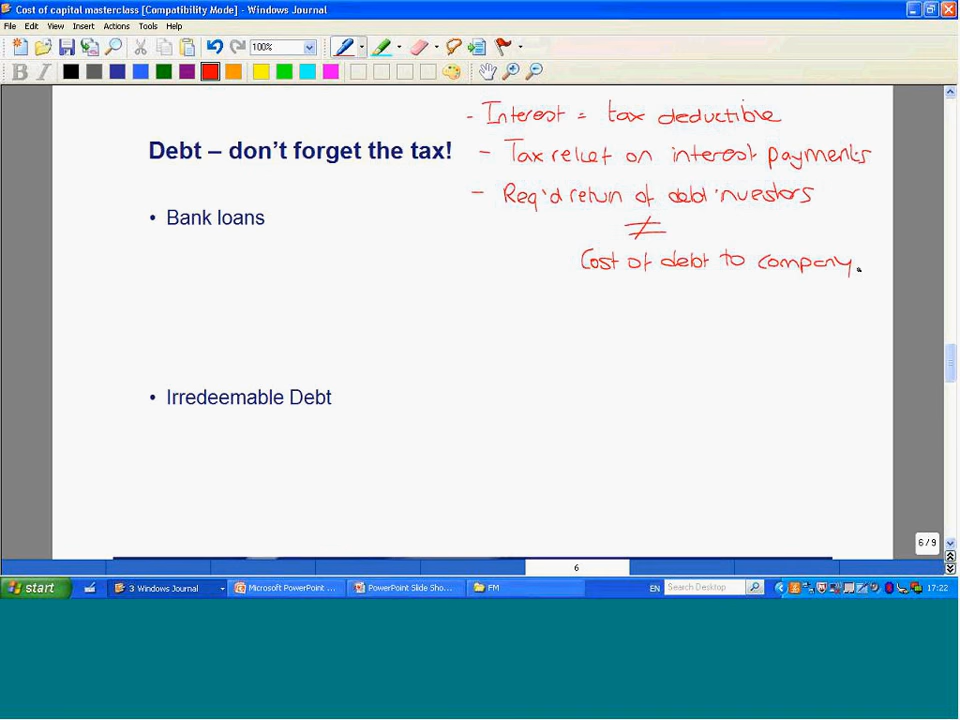 Cost of capital masterclass [Compatibility Mode] - Windows Journal
File Edit View Insert Actions Tools Help
100%
B I
- Interest = tax deductible
Debt – don't forget the tax!
- Tax relief on interest payments
- Req'd return of debt investors
• Bank loans
≠
Cost of debt to company.
• Irredeemable Debt
6 / 9
6
start
3 Windows Journal
Microsoft PowerPoint ...
PowerPoint Slide Sho...
FM
EN
Search Desktop
17:22